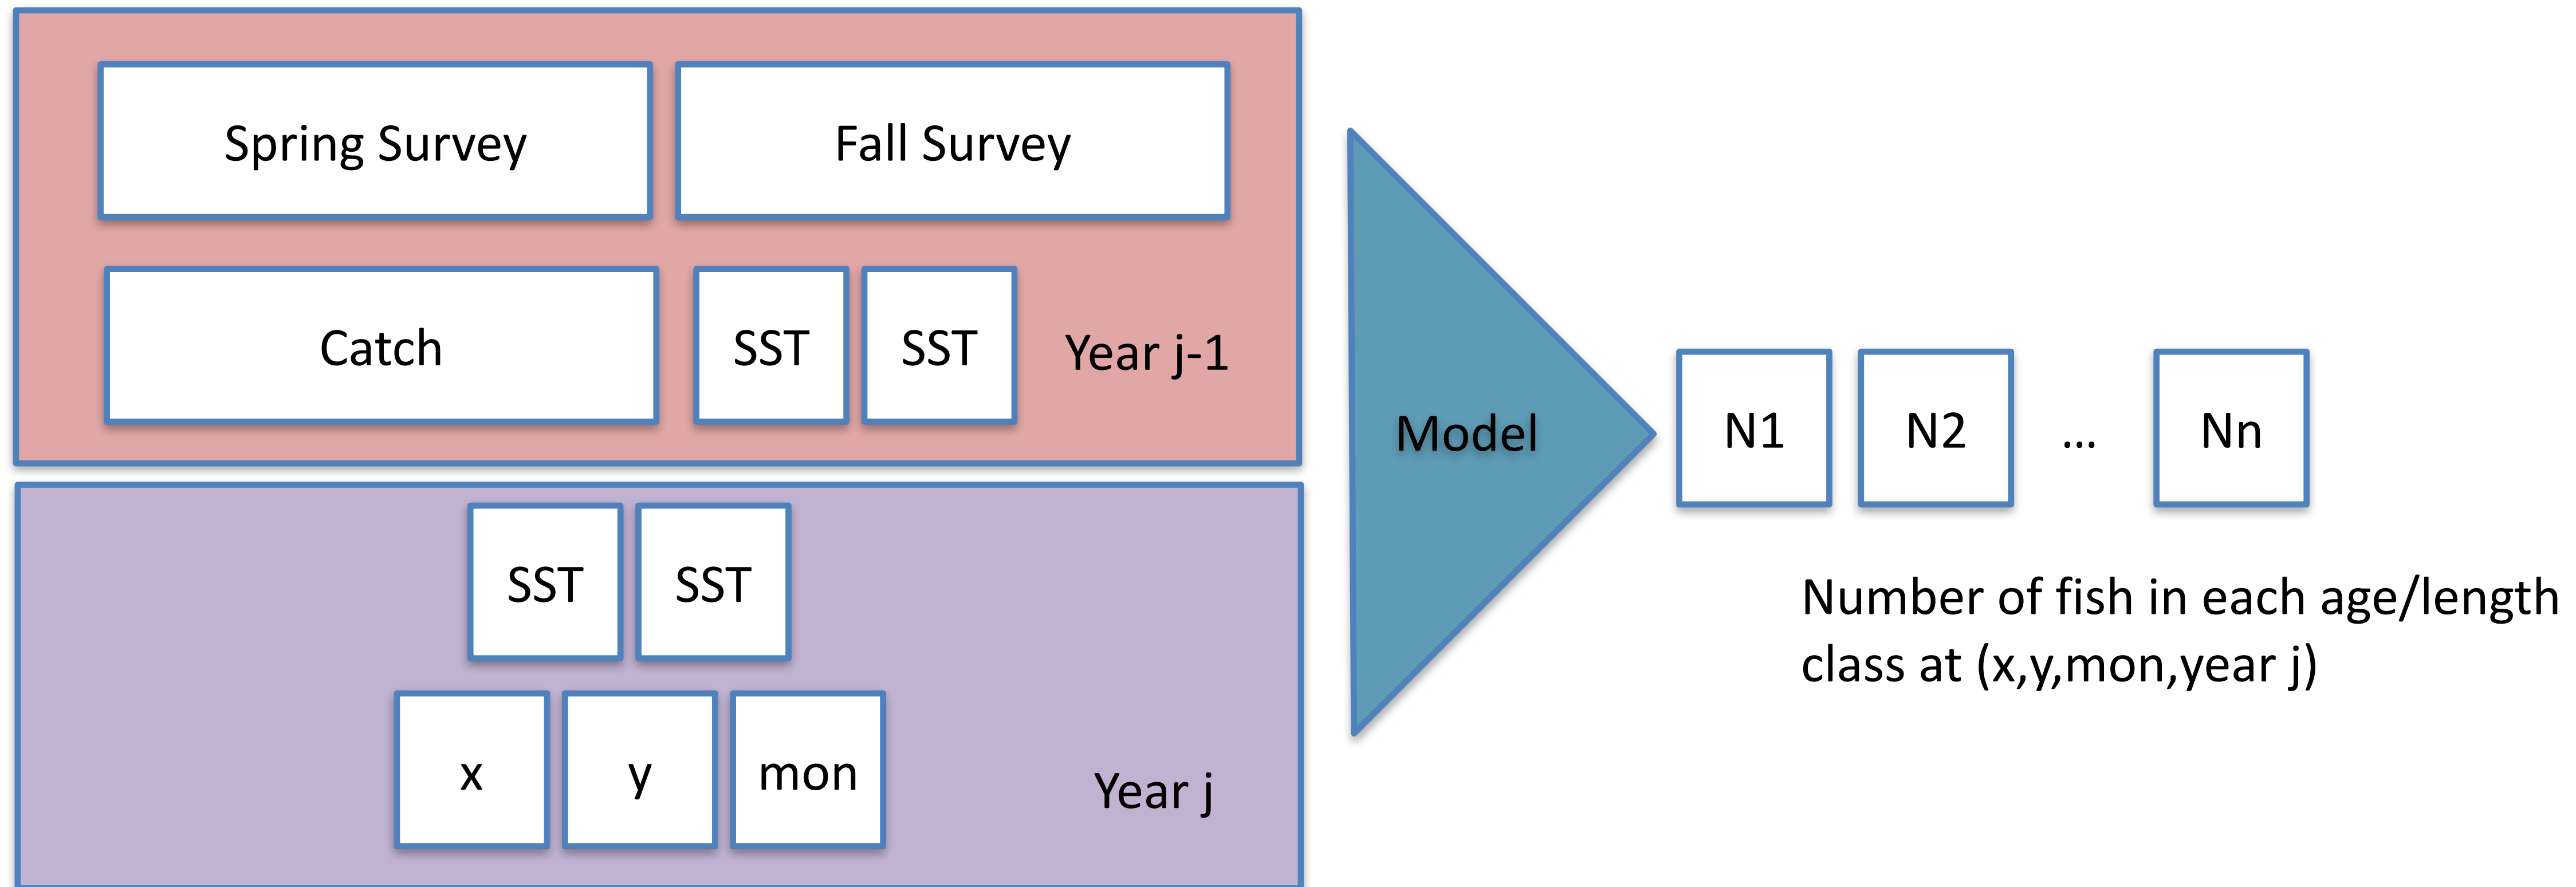 Spring Survey
Fall Survey
Catch
SST
SST
Year j-1
SST
SST
x
y
mon
Year j
Model
N1
N2
...
Nn
Number of fish in each age/length
class at (x,y,mon,year j)